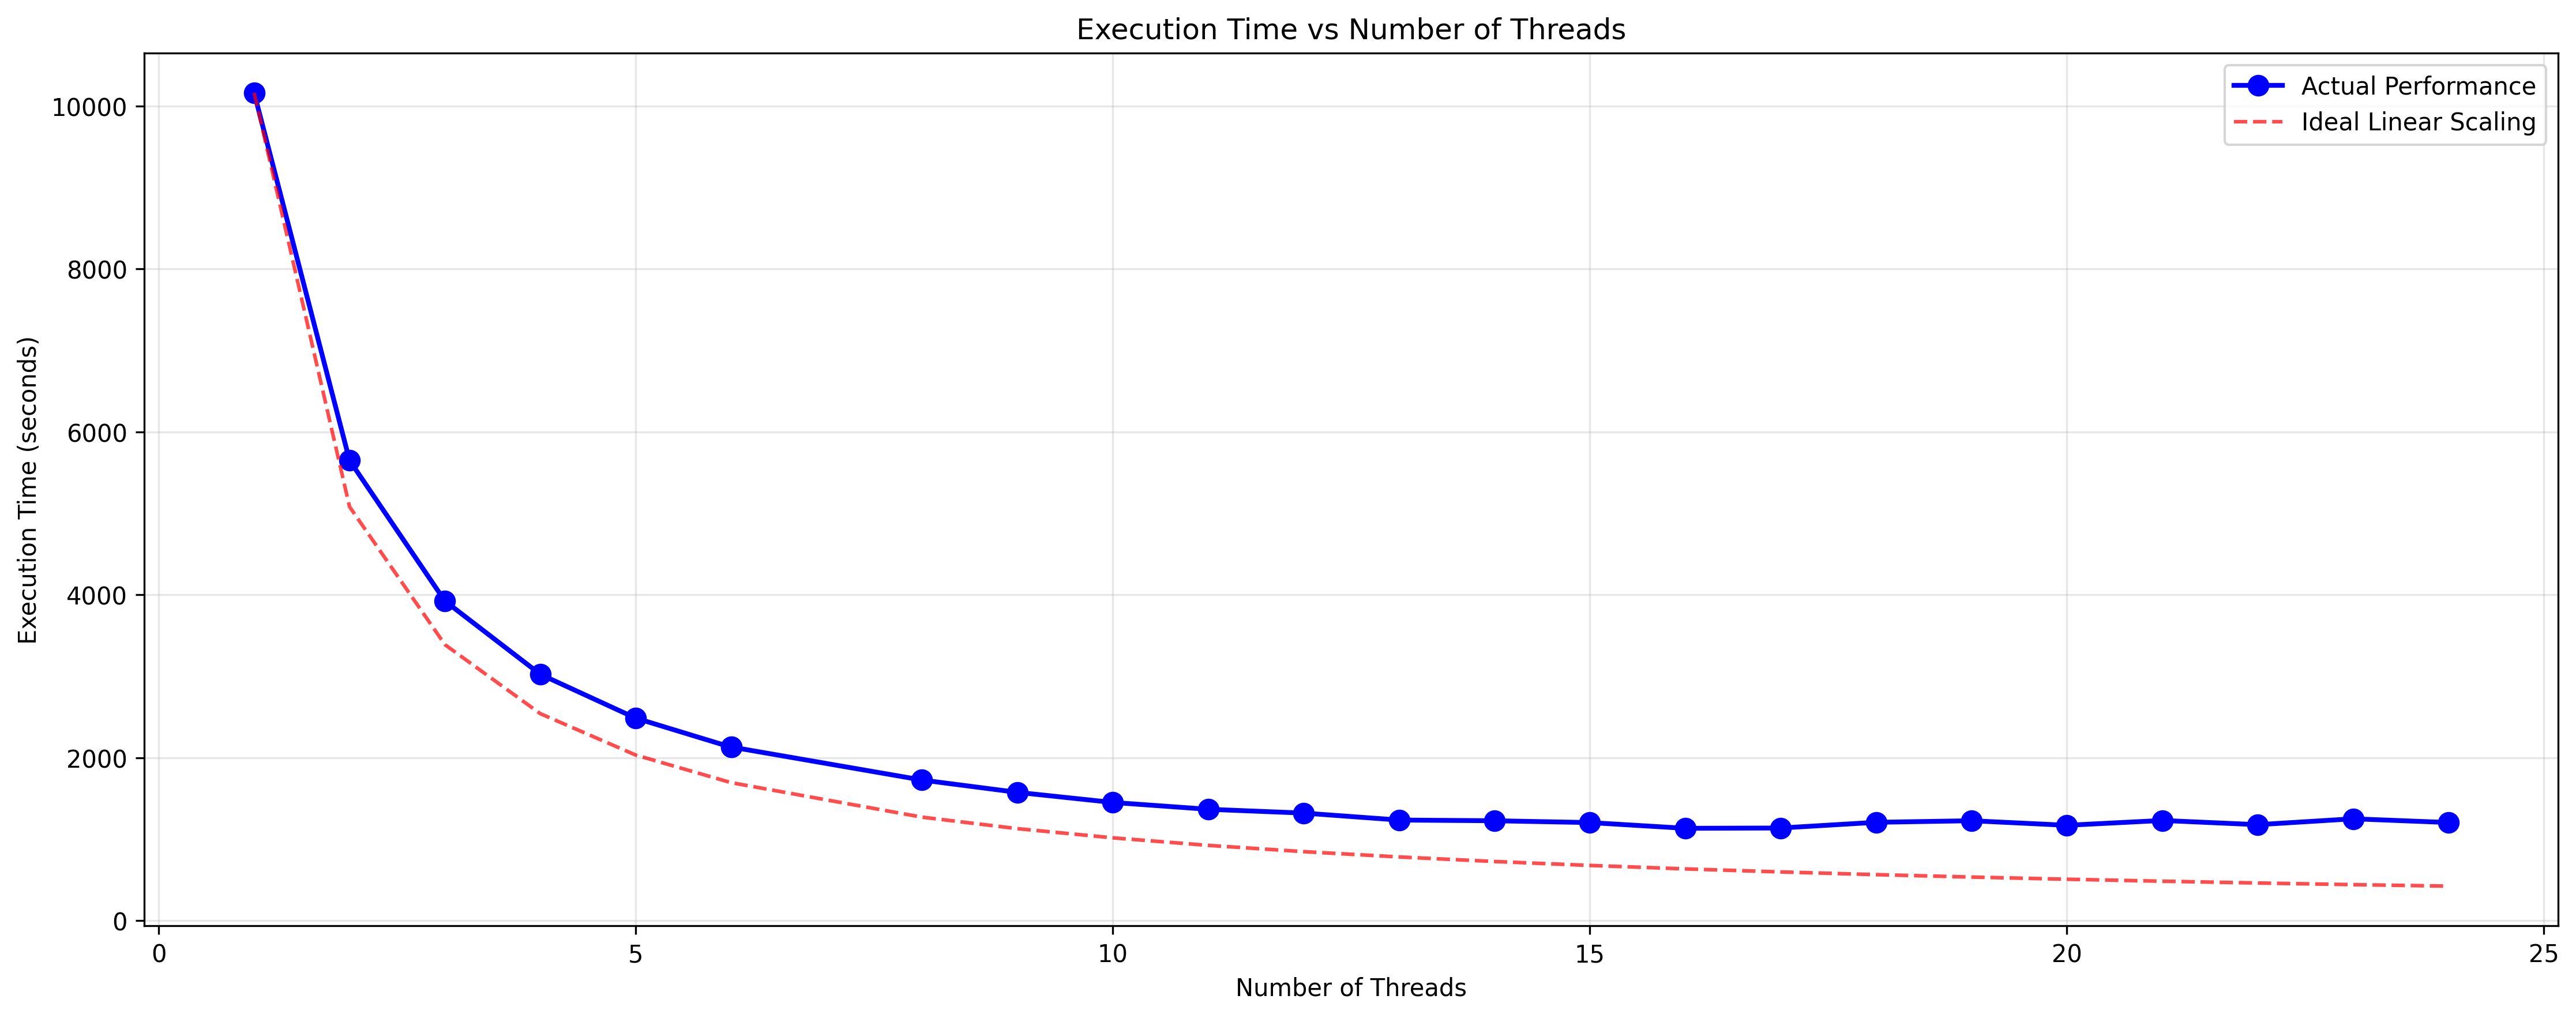 Execution Time vs Number of Threads
Actual Performance
Ideal Linear Scaling
Execution Time (seconds)
10000
8000
6000
4000
2000
0
0 5 10 15 20 25
Number of Threads